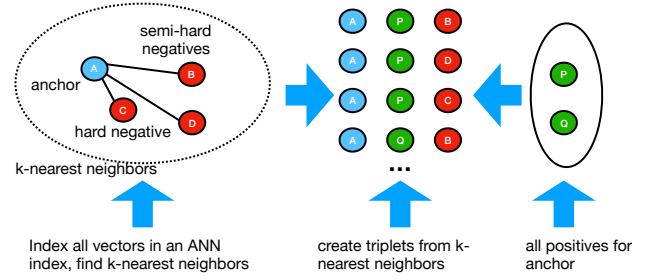 semi-hard
negatives
A
anchor
B
C
D
hard negative
k-nearest neighbors
A P B
A P D
A P C
A Q B
...
P
Q
Index all vectors in an ANN
index, find k-nearest neighbors
create triplets from k-
nearest neighbors
all positives for
anchor